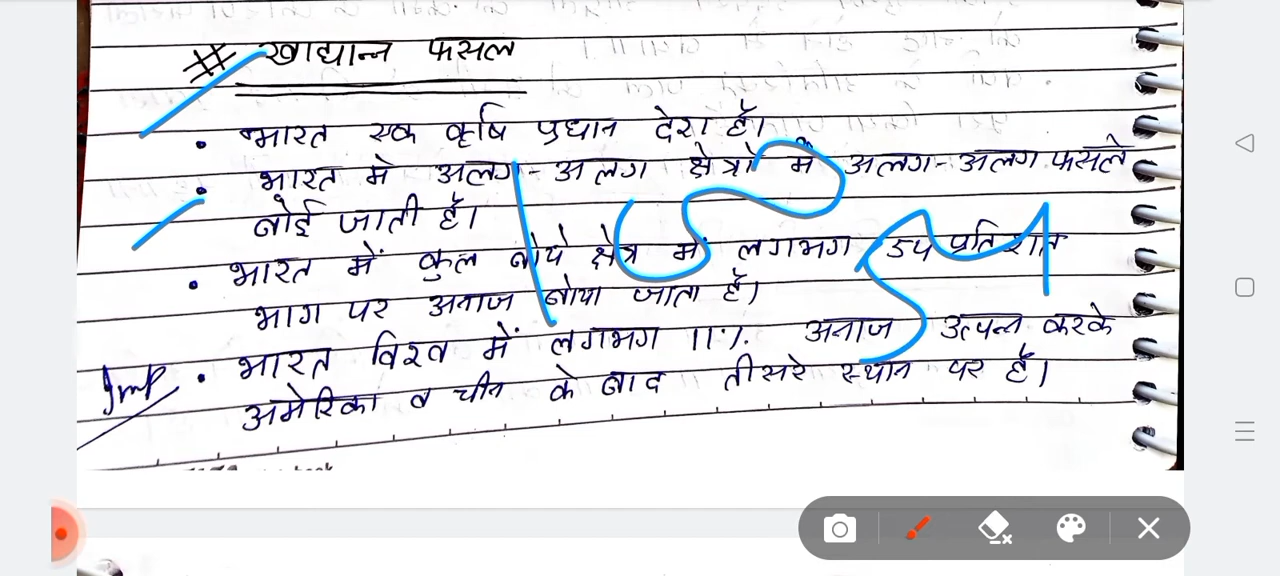 # खाद्यान्न फसल
• भारत एक कृषि प्रधान देश है।
• भारत मे अलग-अलग क्षेत्रो में अलग-अलग फसले
बोई जाती है।
• भारत में कुल बोये क्षेत्र में लगभग 54 प्रतिशत
भाग पर अनाज बोया जाता है।
Imp • भारत विश्व में लगभग 11% अनाज उत्पन्न करके
अमेरिका व चीन के बाद तीसरे स्थान पर है।